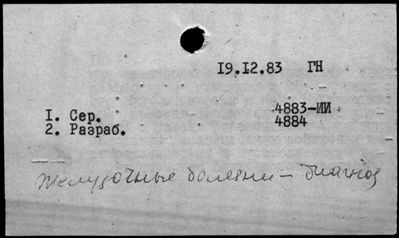 19.12.83 ГН
1. Сер. 4883-ИИ
2. Разраб. 4884
Желудочные болезни - диагноз